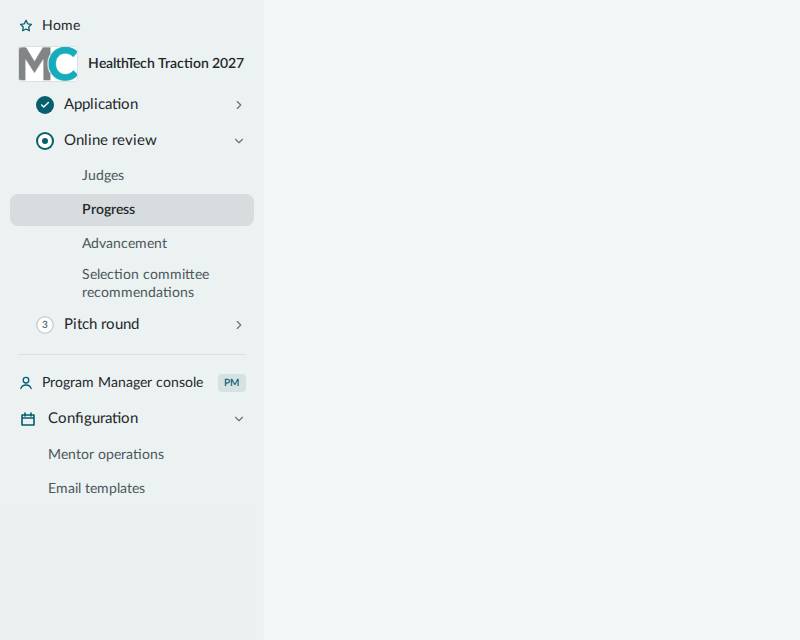 Home
MC
HealthTech Traction 2027
Application
Online review
Judges
Progress
Advancement
Selection committee
recommendations
3
Pitch round
Program Manager console
PM
Configuration
Mentor operations
Email templates